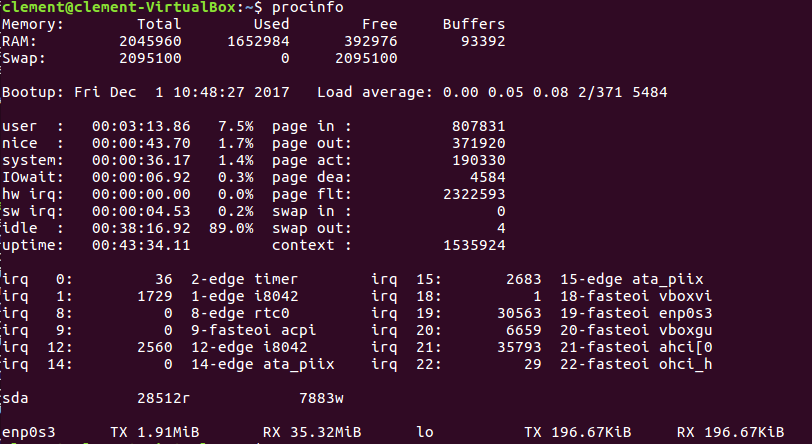 clement@clement-VirtualBox:~$ procinfo
Memory:        Total         Used         Free      Buffers
RAM:         2045960      1652984       392976        93392
Swap:        2095100            0      2095100
Bootup: Fri Dec  1 10:48:27 2017   Load average: 0.00 0.05 0.08 2/371 5484
user  :   00:03:13.86   7.5%  page in :           807831
nice  :   00:00:43.70   1.7%  page out:           371920
system:   00:00:36.17   1.4%  page act:           190330
IOwait:   00:00:06.92   0.3%  page dea:             4584
hw irq:   00:00:00.00   0.0%  page flt:          2322593
sw irq:   00:00:04.53   0.2%  swap in :                0
idle  :   00:38:16.92  89.0%  swap out:                4
uptime:   00:43:34.11         context :          1535924
irq   0:         36  2-edge timer        irq  15:       2683  15-edge ata_piix
irq   1:       1729  1-edge i8042        irq  18:          1  18-fasteoi vboxvi
irq   8:          0  8-edge rtc0         irq  19:      30563  19-fasteoi enp0s3
irq   9:          0  9-fasteoi acpi      irq  20:       6659  20-fasteoi vboxgu
irq  12:       2560  12-edge i8042       irq  21:      35793  21-fasteoi ahci[0
irq  14:          0  14-edge ata_piix    irq  22:         29  22-fasteoi ohci_h
sda            28512r            7883w
enp0s3      TX 1.91MiB       RX 35.32MiB      lo          TX 196.67KiB     RX 196.67KiB